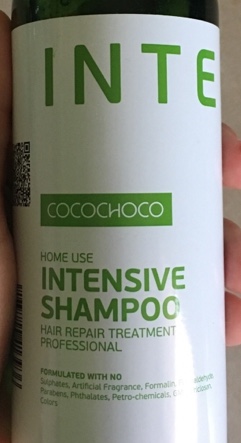 INTE
COCOCHOCO
HOME USE
INTENSIVE
SHAMPOO
HAIR REPAIR TREATMENT
PROFESSIONAL
FORMULATED WITH NO
Sulphates, Artificial Fragrance, Formalin,
Parabens, Phthalates, Petro-chemicals,
Colors